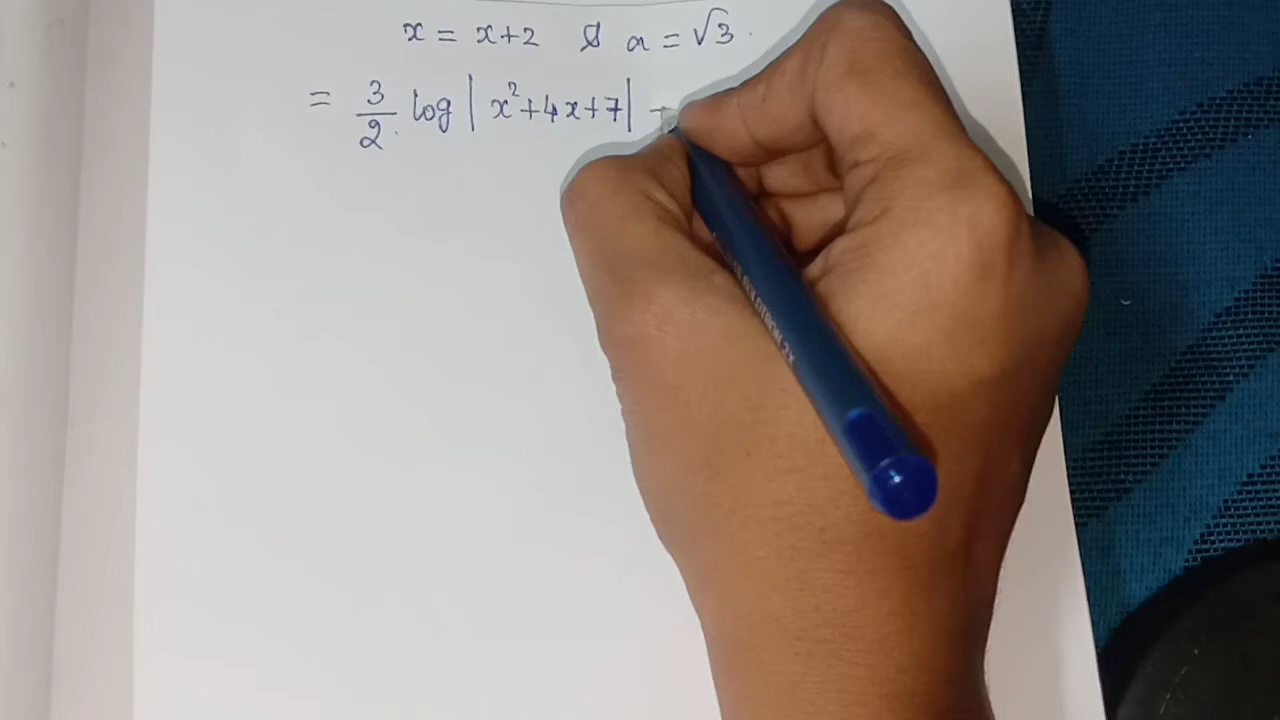 x = x+2 & a = √3.
= 3/2 log | x²+4x+7 | -